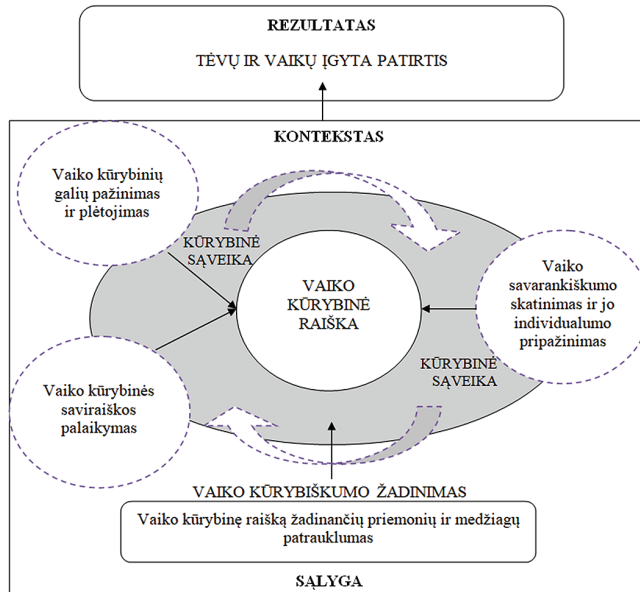 REZULTATAS
TĖVŲ IR VAIKŲ ĮGYTA PATIRTIS
KONTEKSTAS
Vaiko kūrybinių
galių pažinimas
ir plėtojimas
KŪRYBINĖ
SĄVEIKA
VAIKO
KŪRYBINĖ
RAIŠKA
Vaiko
savarankiškumo
skatinimas ir jo
individualumo
pripažinimas
KŪRYBINĖ
SĄVEIKA
Vaiko kūrybinės
saviraiškos
palaikymas
VAIKO KŪRYBIŠKUMO ŽADINIMAS
Vaiko kūrybinę raišką žadinančių priemonių ir medžiagų
patrauklumas
SĄLYGA